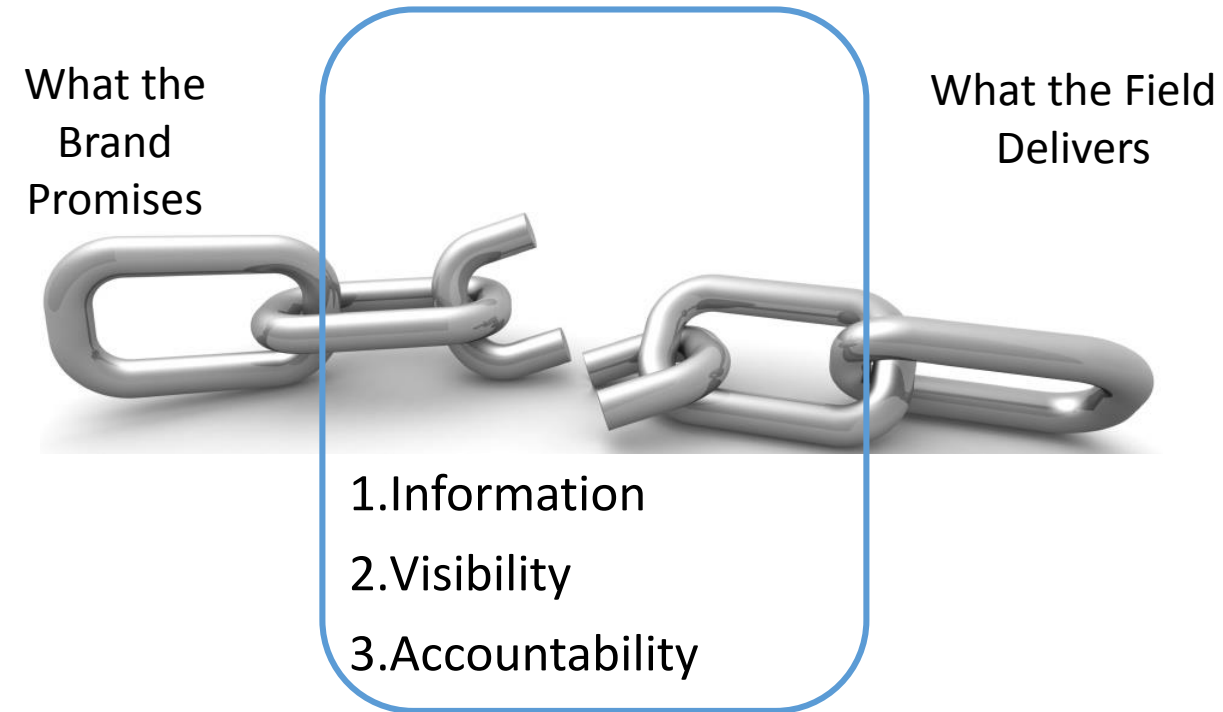 What the
Brand
Promises
What the Field
Delivers
1.Information
2.Visibility
3.Accountability